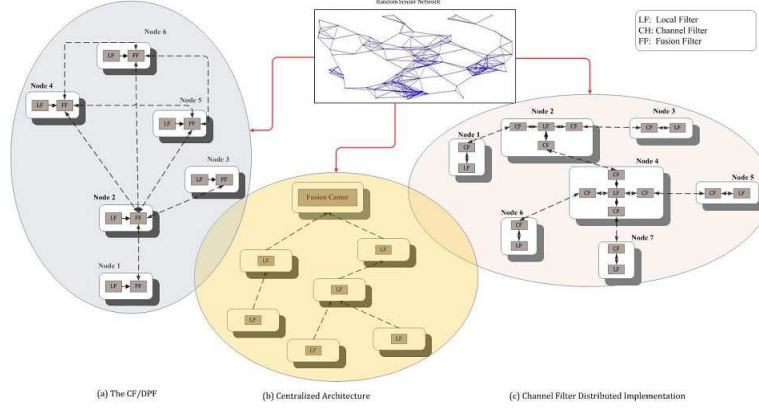 Random Sensor Network
LF: Local Filter
CH: Channel Filter
FF: Fusion Filter
Node 6
LF FF
Node 4
LF FF
Node 5
LF FF
Node 3
LF FF
Node 2
LF FF
Node 1
LF FF
Fusion Center
LF
LF
LF
LF
LF
LF
Node 1
CF
LF
Node 2
CF LF CF
CF
Node 3
CF LF
Node 4
CF
CF LF CF
CF
Node 5
CF LF
Node 6
CF
LF
Node 7
CF
LF
(a) The CF/DPF
(b) Centralized Architecture
(c) Channel Filter Distributed Implementation